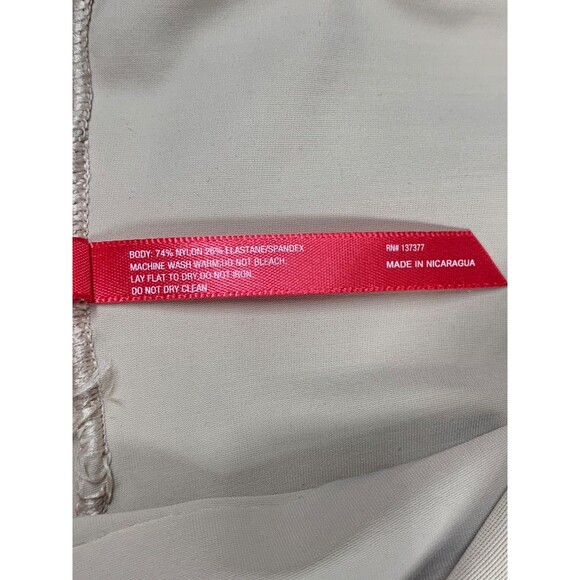 BODY: 74% NYLON 26% ELASTANE/SPANDEX
MACHINE WASH WARM.DO NOT BLEACH.
LAY FLAT TO DRY.DO NOT IRON.
DO NOT DRY CLEAN
RN# 137377
MADE IN NICARAGUA